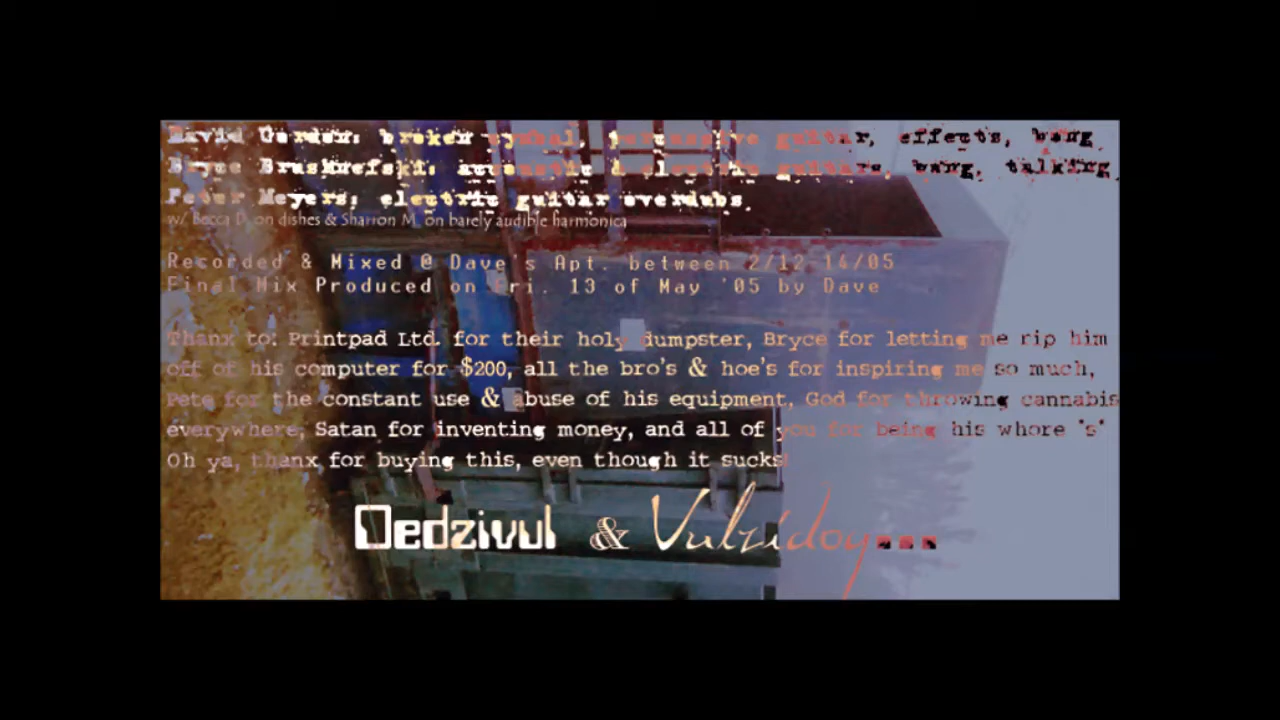 David Gordon: broken cymbal, percussive guitar, effects, bang
Bryce Brushnefski: acoustic & electric guitars, bang, talking
Peter Meyers: electric guitar overdubs.
w/ Becca D. on dishes & Sharron M. on barely audible harmonica
Recorded & Mixed @ Dave's Apt. between 2/12-14/05
Final Mix Produced on Fri. 13 of May '05 by Dave
Thanx to: Printpad Ltd. for their holy dumpster, Bryce for letting me rip him
off of his computer for $200, all the bro's & hoe's for inspiring me so much,
Pete for the constant use & abuse of his equipment, God for throwing cannabis
everywhere, Satan for inventing money, and all of you for being his whore 's'
Oh ya, thanx for buying this, even though it sucks!
Oedzivul & Vulzidoy...